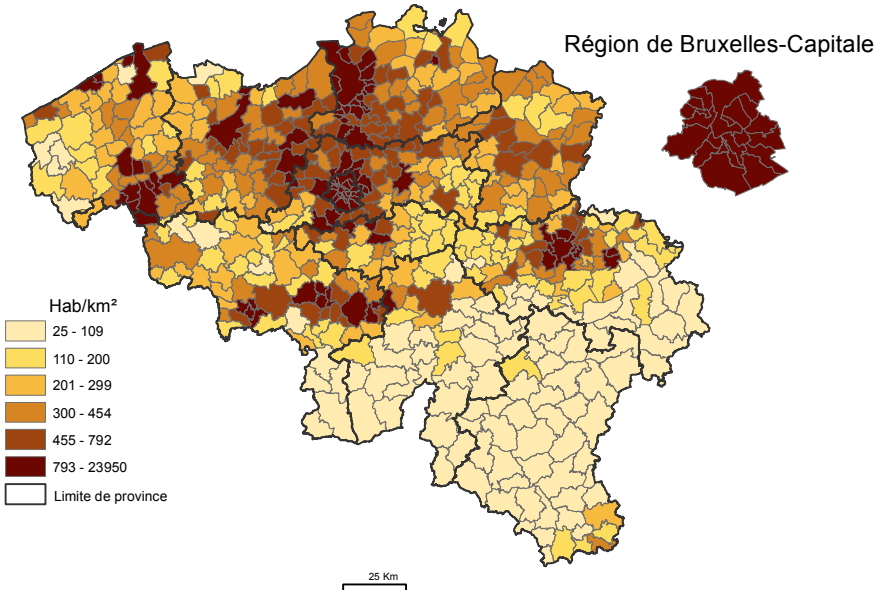 Région de Bruxelles-Capitale
Hab/km²
25 - 109
110 - 200
201 - 299
300 - 454
455 - 792
793 - 23950
Limite de province
25 Km